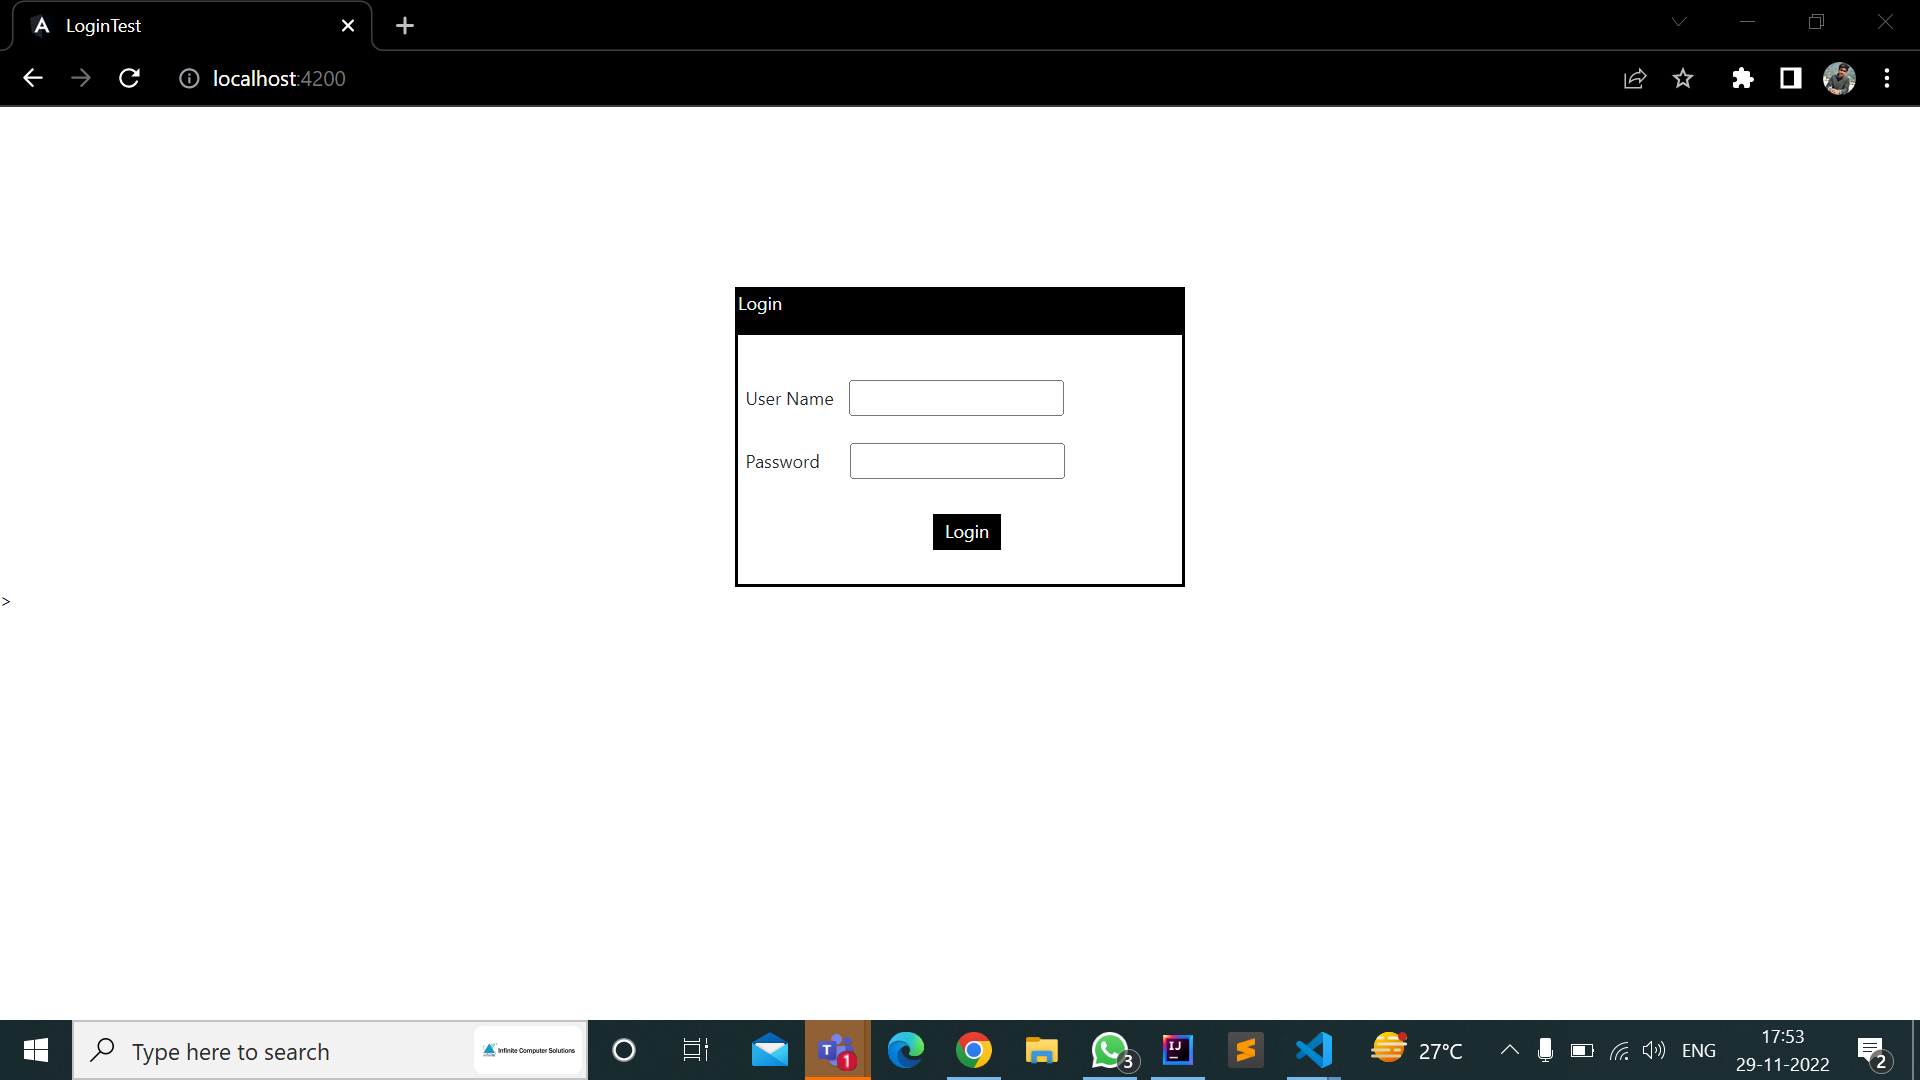 LoginTest
localhost:4200
Login
User Name
Password
Login
>
Type here to search
Infinite Computer Solutions
T 1
3
IJ
27°C
ENG
17:53
29-11-2022
2